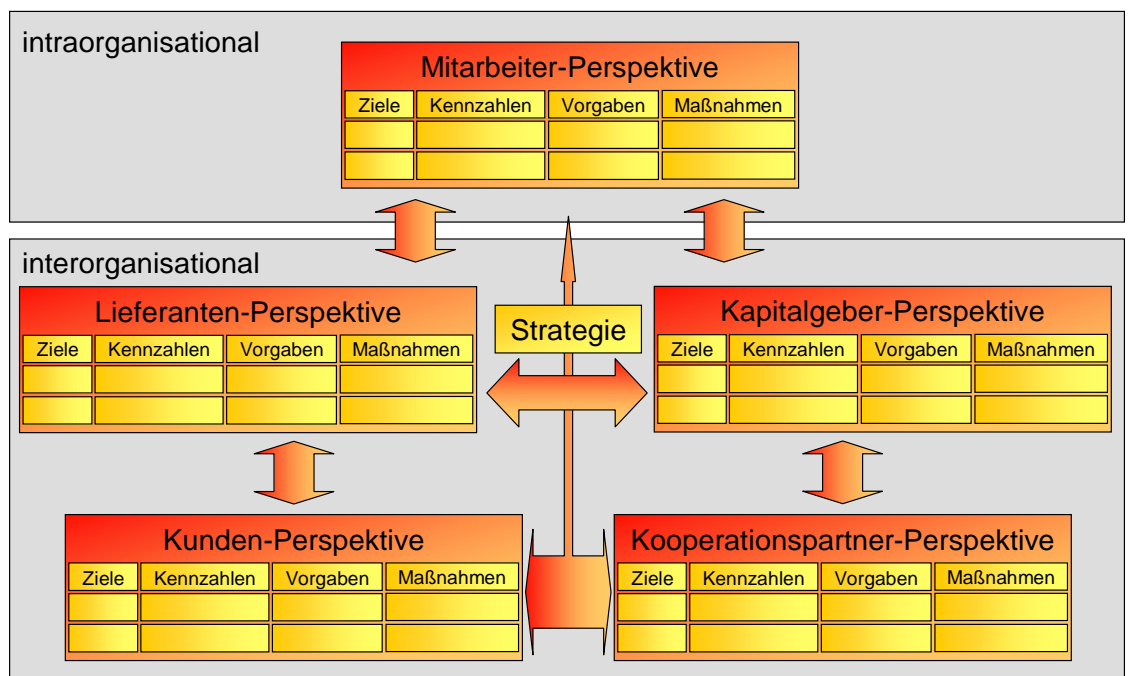 intraorganisational
Mitarbeiter-Perspektive
Ziele Kennzahlen Vorgaben Maßnahmen
interorganisational
Lieferanten-Perspektive
Ziele Kennzahlen Vorgaben Maßnahmen
Strategie
Kapitalgeber-Perspektive
Ziele Kennzahlen Vorgaben Maßnahmen
Kunden-Perspektive
Ziele Kennzahlen Vorgaben Maßnahmen
Kooperationspartner-Perspektive
Ziele Kennzahlen Vorgaben Maßnahmen